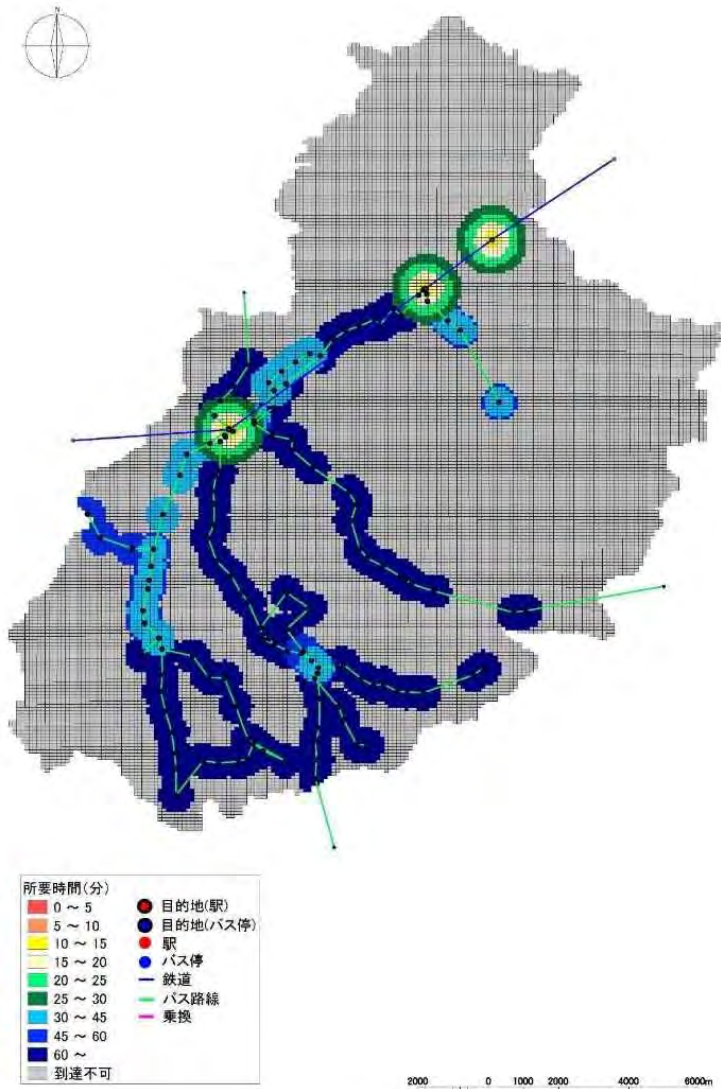 所要時間(分)
0 ～ 5
5 ～ 10
10 ～ 15
15 ～ 20
20 ～ 25
25 ～ 30
30 ～ 45
45 ～ 60
60 ～
到達不可
目的地(駅)
目的地(バス停)
駅
バス停
鉄道
バス路線
乗換
2000 0 1000 2000 4000 6000m